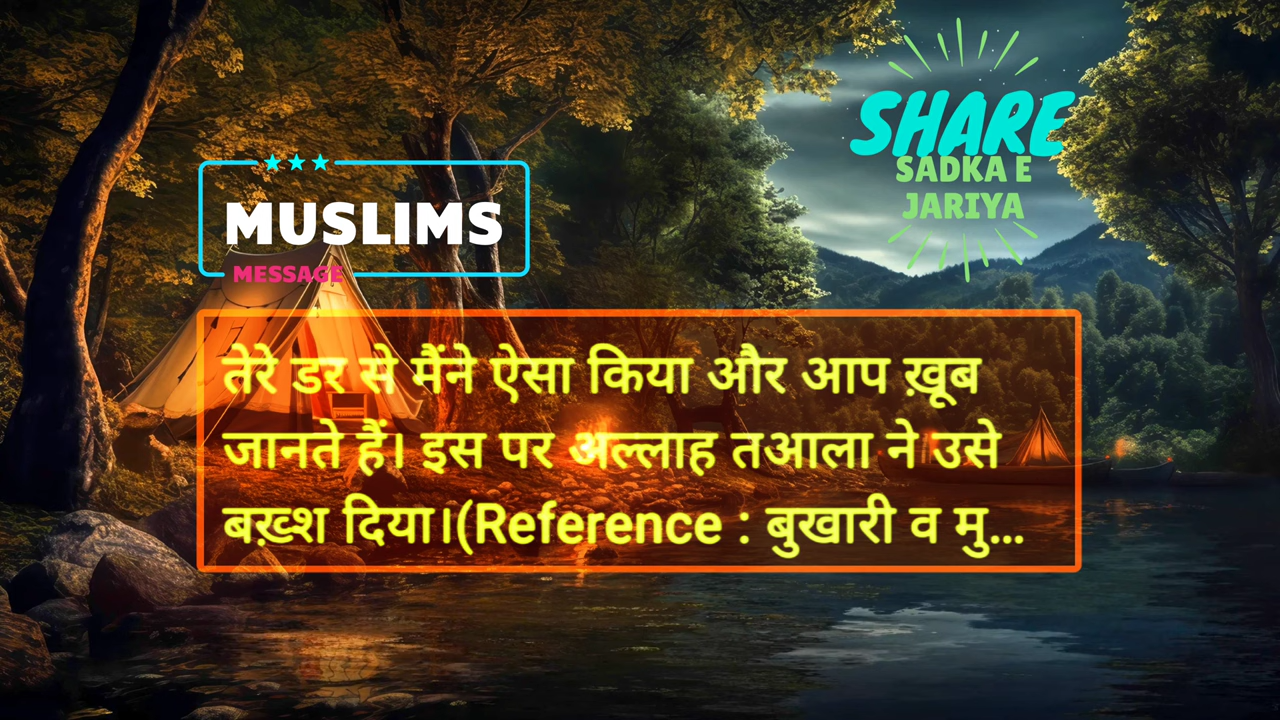 SHARE
SADKA E
JARIYA
MUSLIMS
MESSAGE
तेरे डर से मैंने ऐसा किया और आप ख़ूब
जानते हैं। इस पर अल्लाह तआला ने उसे
बख़्श दिया।(Reference : बुखारी व मु...